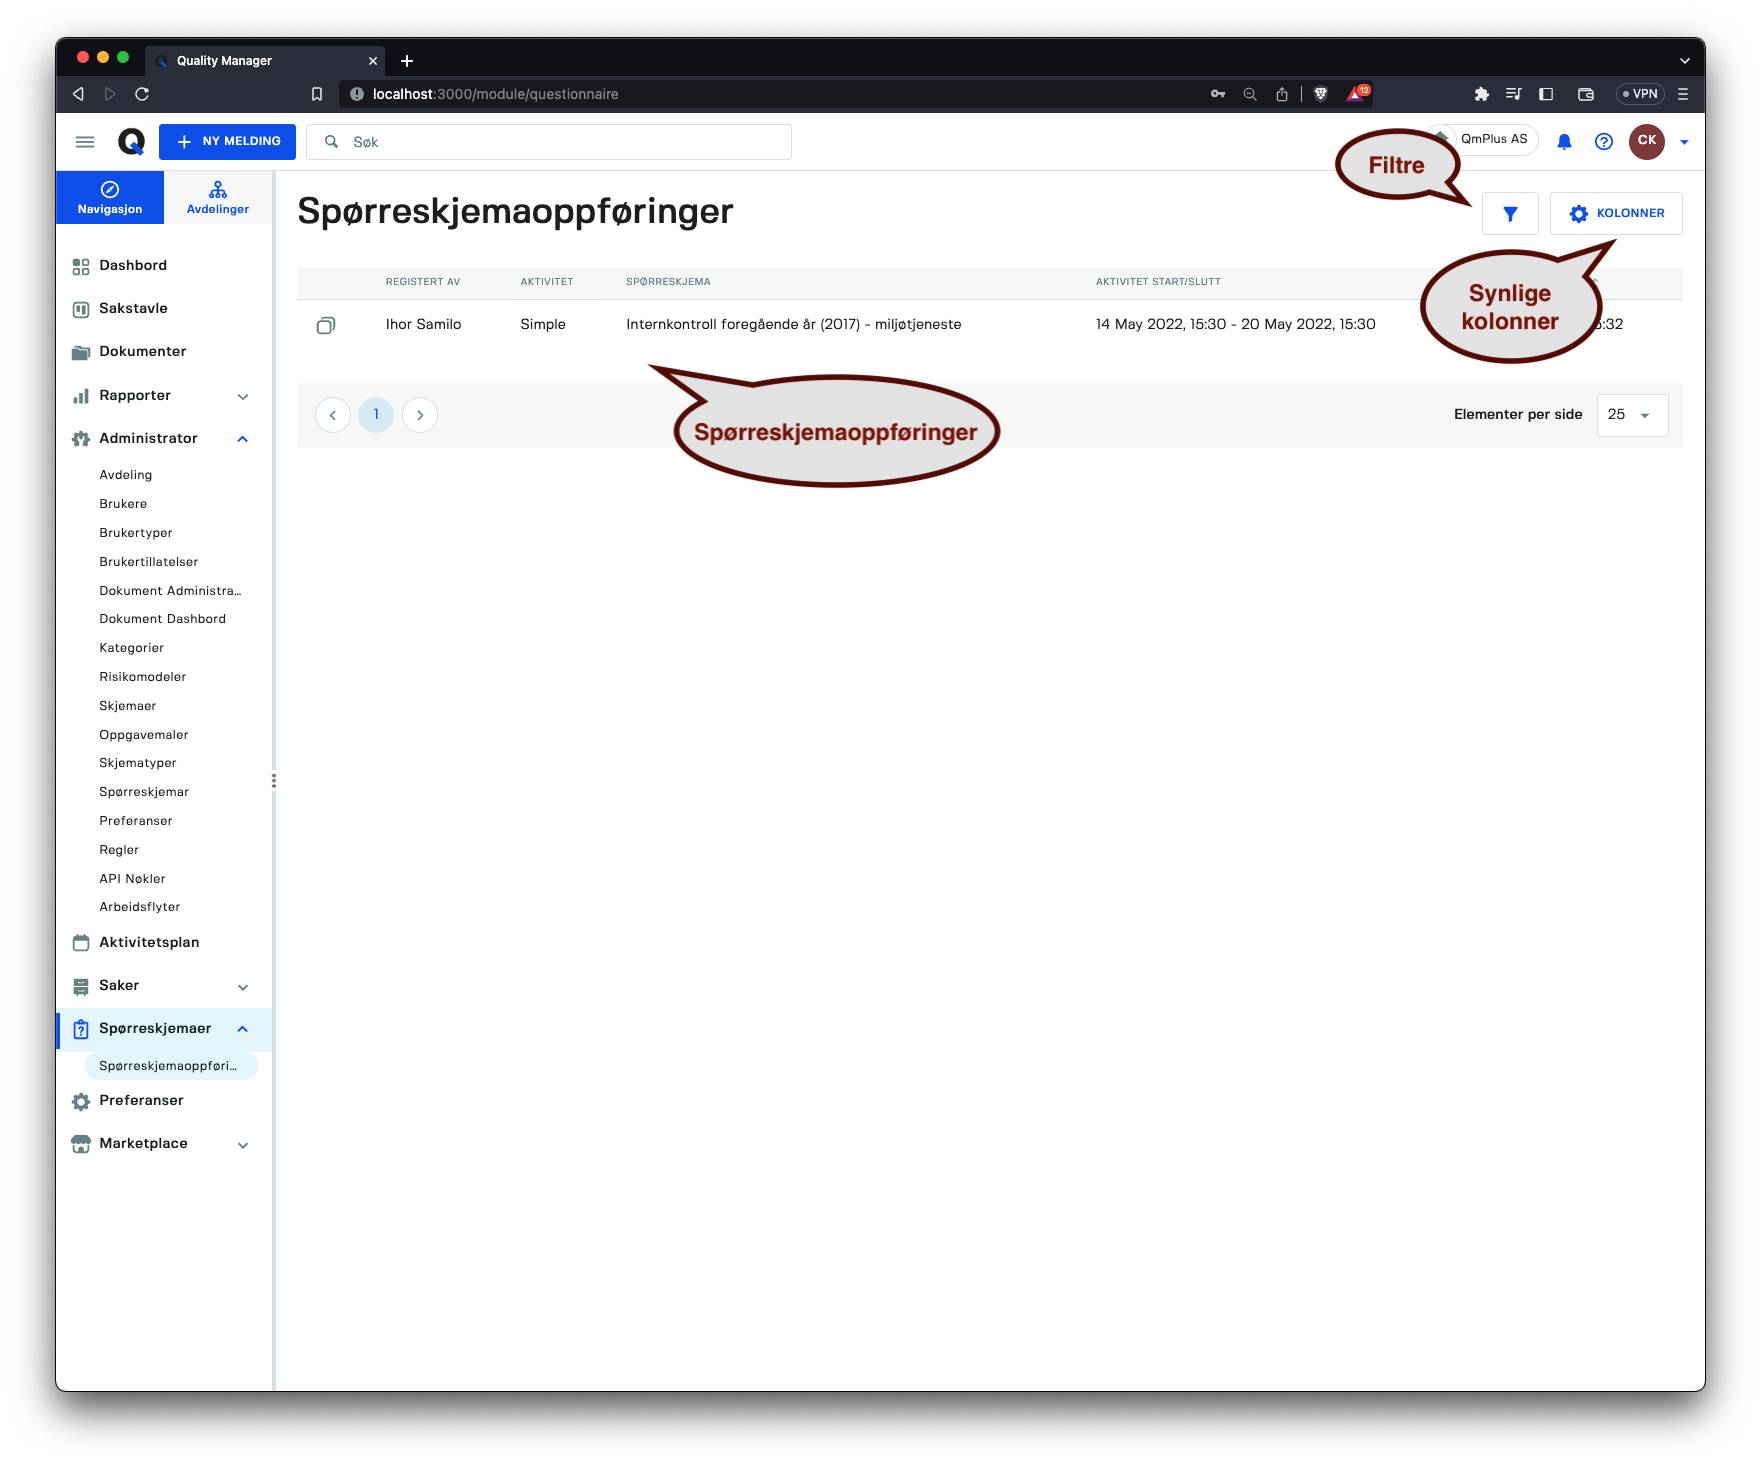 Quality Manager
localhost:3000/module/questionnaire
12
VPN
NY MELDING
Søk
QmPlus AS
CK
Filtre
Navigasjon
Avdelinger
Spørreskjemaoppføringer
KOLONNER
Dashbord
Sakstavle
Dokumenter
Rapporter
Administrator
Avdeling
Brukere
Brukertyper
Brukertillatelser
Dokument Administra…
Dokument Dashbord
Kategorier
Risikomodeler
Skjemaer
Oppgavemaler
Skjematyper
Spørreskjemar
Preferanser
Regler
API Nøkler
Arbeidsflyter
Aktivitetsplan
Saker
Spørreskjemaer
Spørreskjemaoppføri…
Preferanser
Marketplace
REGISTERT AV AKTIVITET SPØRRESKJEMA AKTIVITET START/SLUTT
Ihor Samilo Simple Internkontroll foregående år (2017) - miljøtjeneste 14 May 2022, 15:30 - 20 May 2022, 15:30 :32
Synlige
kolonner
1
Elementer per side 25
Spørreskjemaoppføringer